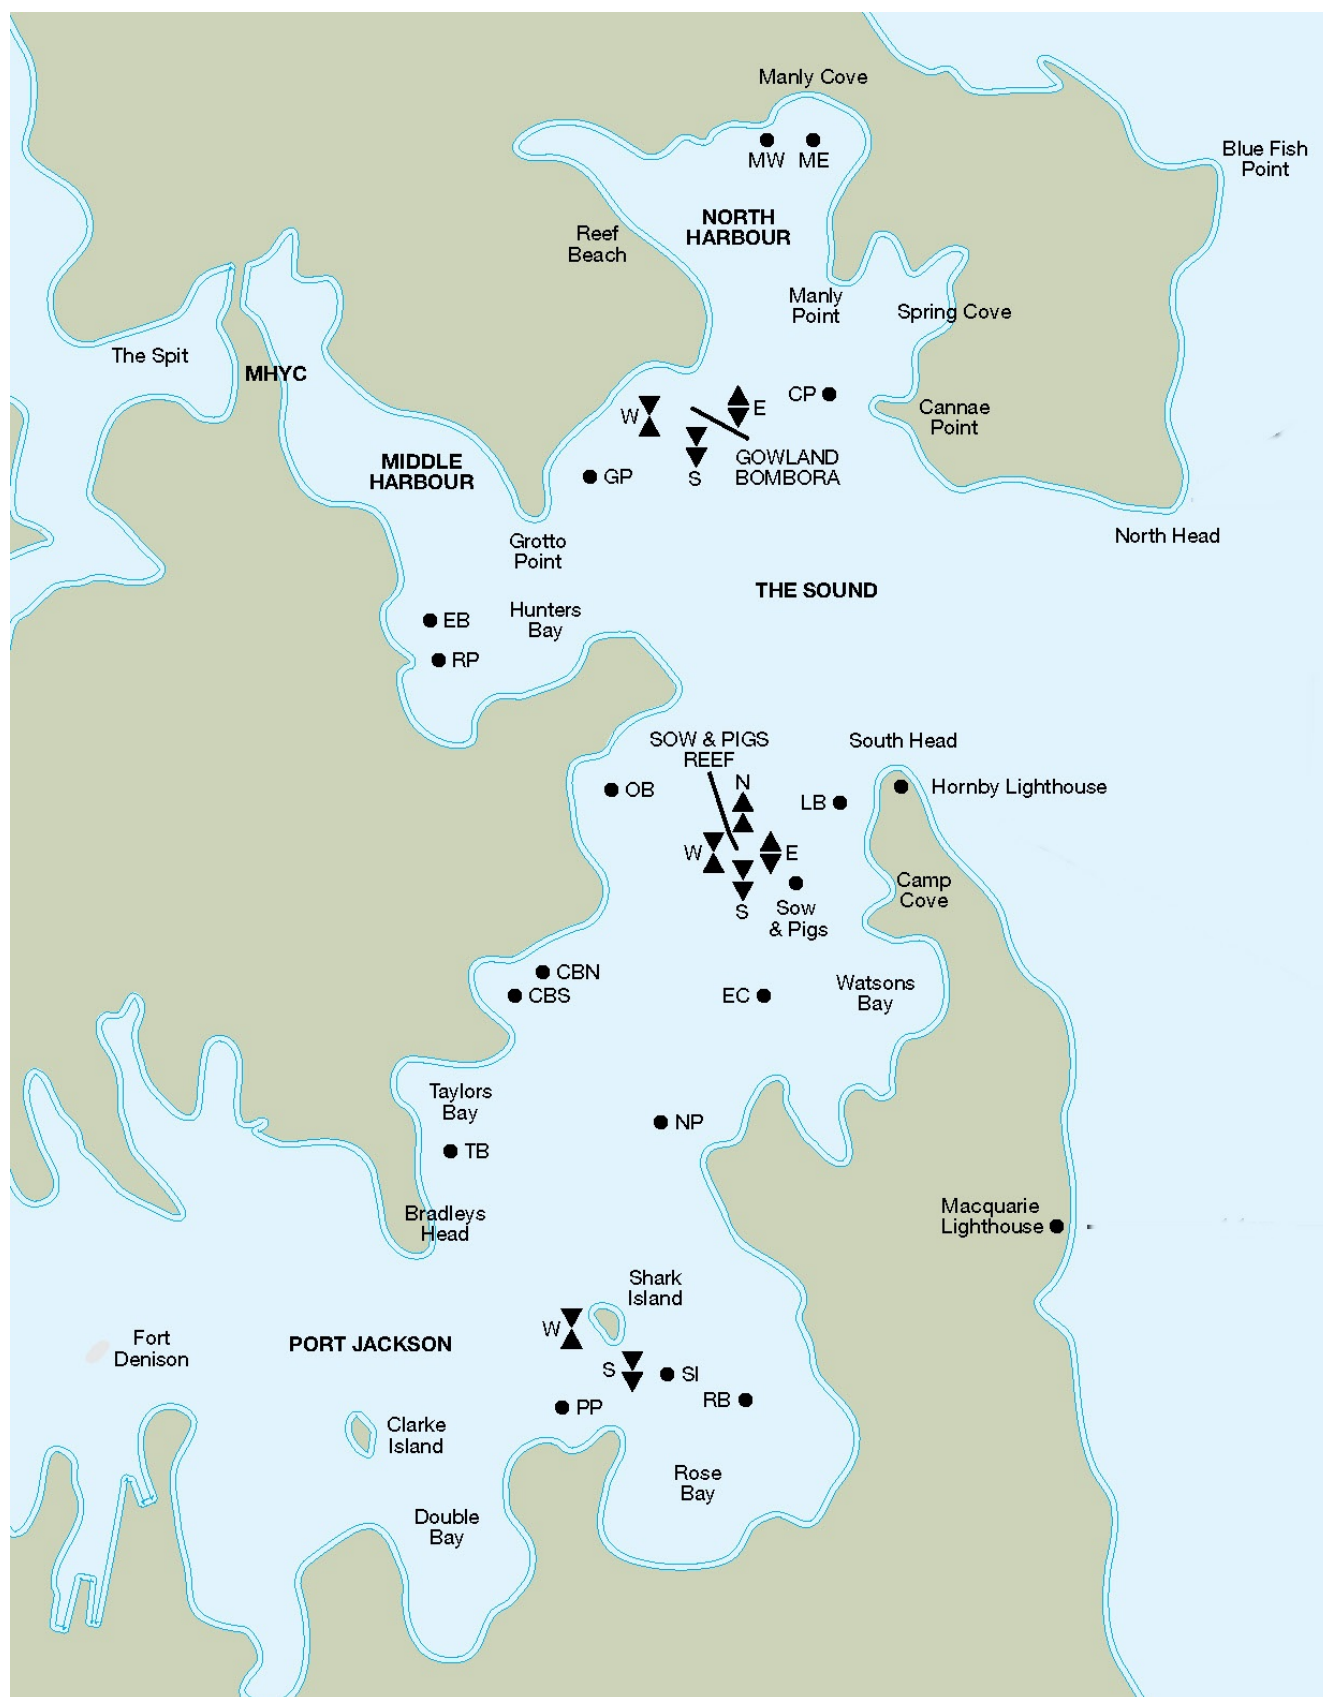 Manly Cove
MW
ME
Blue Fish
Point
NORTH
HARBOUR
Reef
Beach
Manly
Point
Spring Cove
The Spit
MHYC
CP
W
E
Cannae
Point
MIDDLE
HARBOUR
GOWLAND
BOMBORA
S
GP
North Head
Grotto
Point
THE SOUND
Hunters
Bay
EB
RP
SOW & PIGS
REEF
South Head
N
OB
LB
Hornby Lighthouse
W
E
Camp
Cove
S
Sow
& Pigs
CBN
CBS
EC
Watsons
Bay
Taylors
Bay
NP
TB
Bradleys
Head
Macquarie
Lighthouse
Shark
Island
W
Fort
Denison
PORT JACKSON
S
SI
RB
PP
Clarke
Island
Rose
Bay
Double
Bay